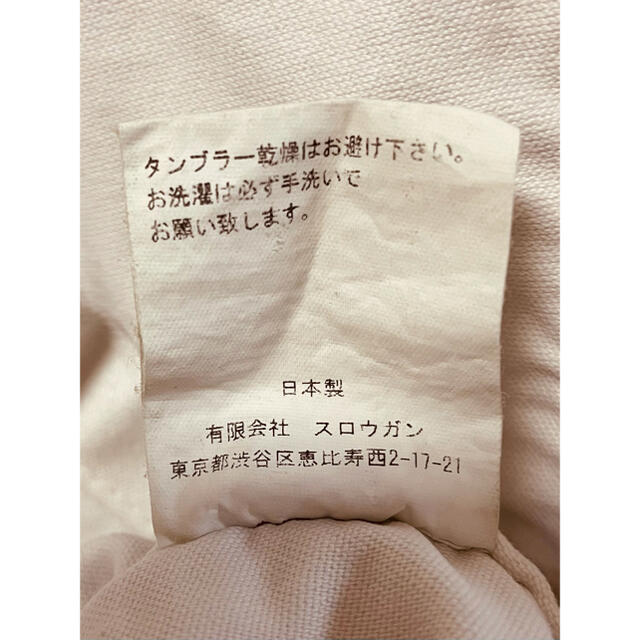 タンブラー乾燥はお避け下さい。
お洗濯は必ず手洗いで
お願い致します。
日本製
有限会社　スロウガン
東京都渋谷区恵比寿西2-17-21